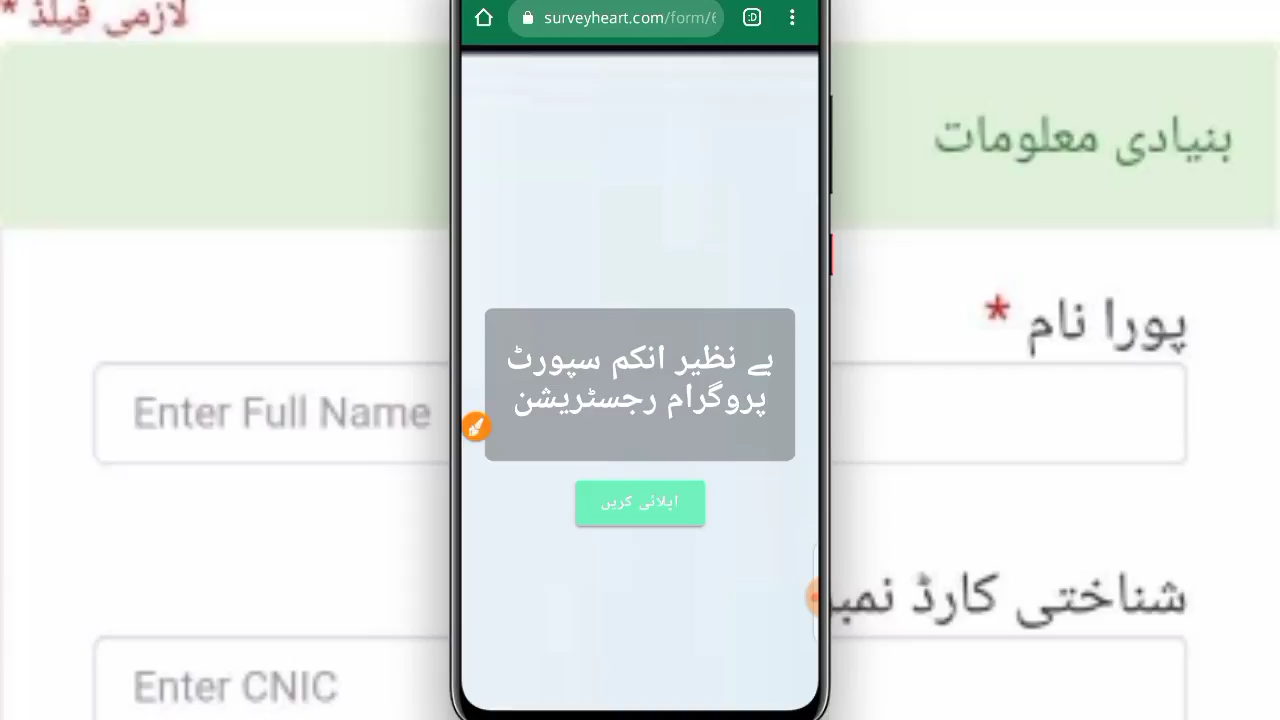 لازمی فیلڈ *
surveyheart.com/form/6
:D
بنیادی معلومات
پورا نام *
Enter Full Name
بے نظیر انکم سپورٹ
پروگرام رجسٹریشن
اپلائی کریں
شناختی کارڈ نمبر
Enter CNIC